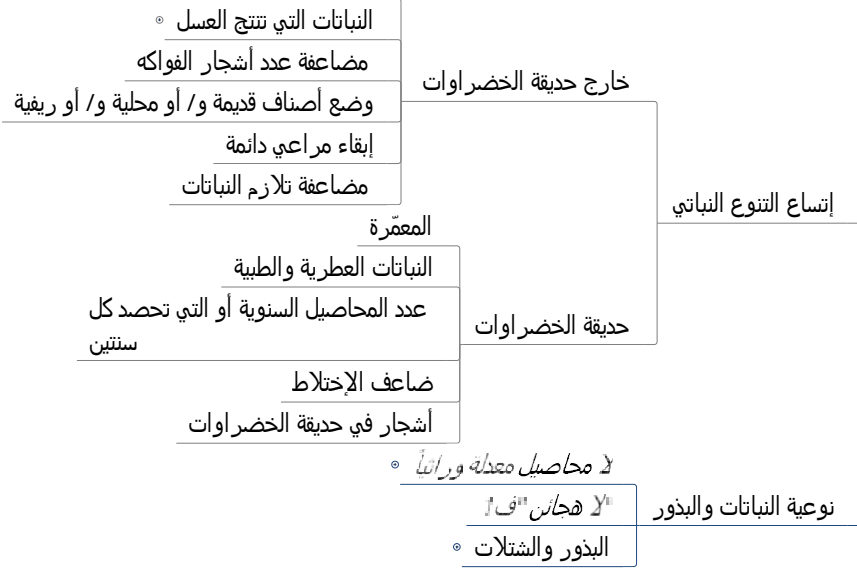 إتساع التنوع النباتي
خارج حديقة الخضراوات
النباتات التي تنتج العسل
مضاعفة عدد أشجار الفواكه
وضع أصناف قديمة و/ أو محلية و/ أو ريفية
إبقاء مراعي دائمة
مضاعفة تلازم النباتات
حديقة الخضراوات
المعمّرة
النباتات العطرية والطبية
عدد المحاصيل السنوية أو التي تحصد كل
سنتين
ضاعف الإختلاط
أشجار في حديقة الخضراوات
نوعية النباتات والبذور
لا محاصيل معدلة وراثياً
لا هجائن "ف1"
البذور والشتلات